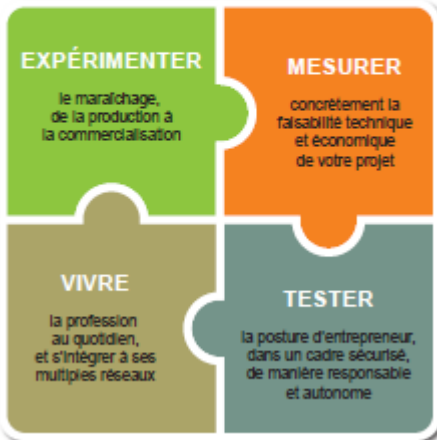 EXPÉRIMENTER
le maraîchage,
de la production à
la commercialisation
MESURER
concrètement la
faisabilité technique
et économique
de votre projet
VIVRE
la profession
au quotidien,
et s'intégrer à ses
multiples réseaux
TESTER
la posture d'entrepreneur,
dans un cadre sécurisé,
de manière responsable
et autonome